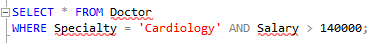 SELECT * FROM Doctor
WHERE Specialty = 'Cardiology' AND Salary > 140000;